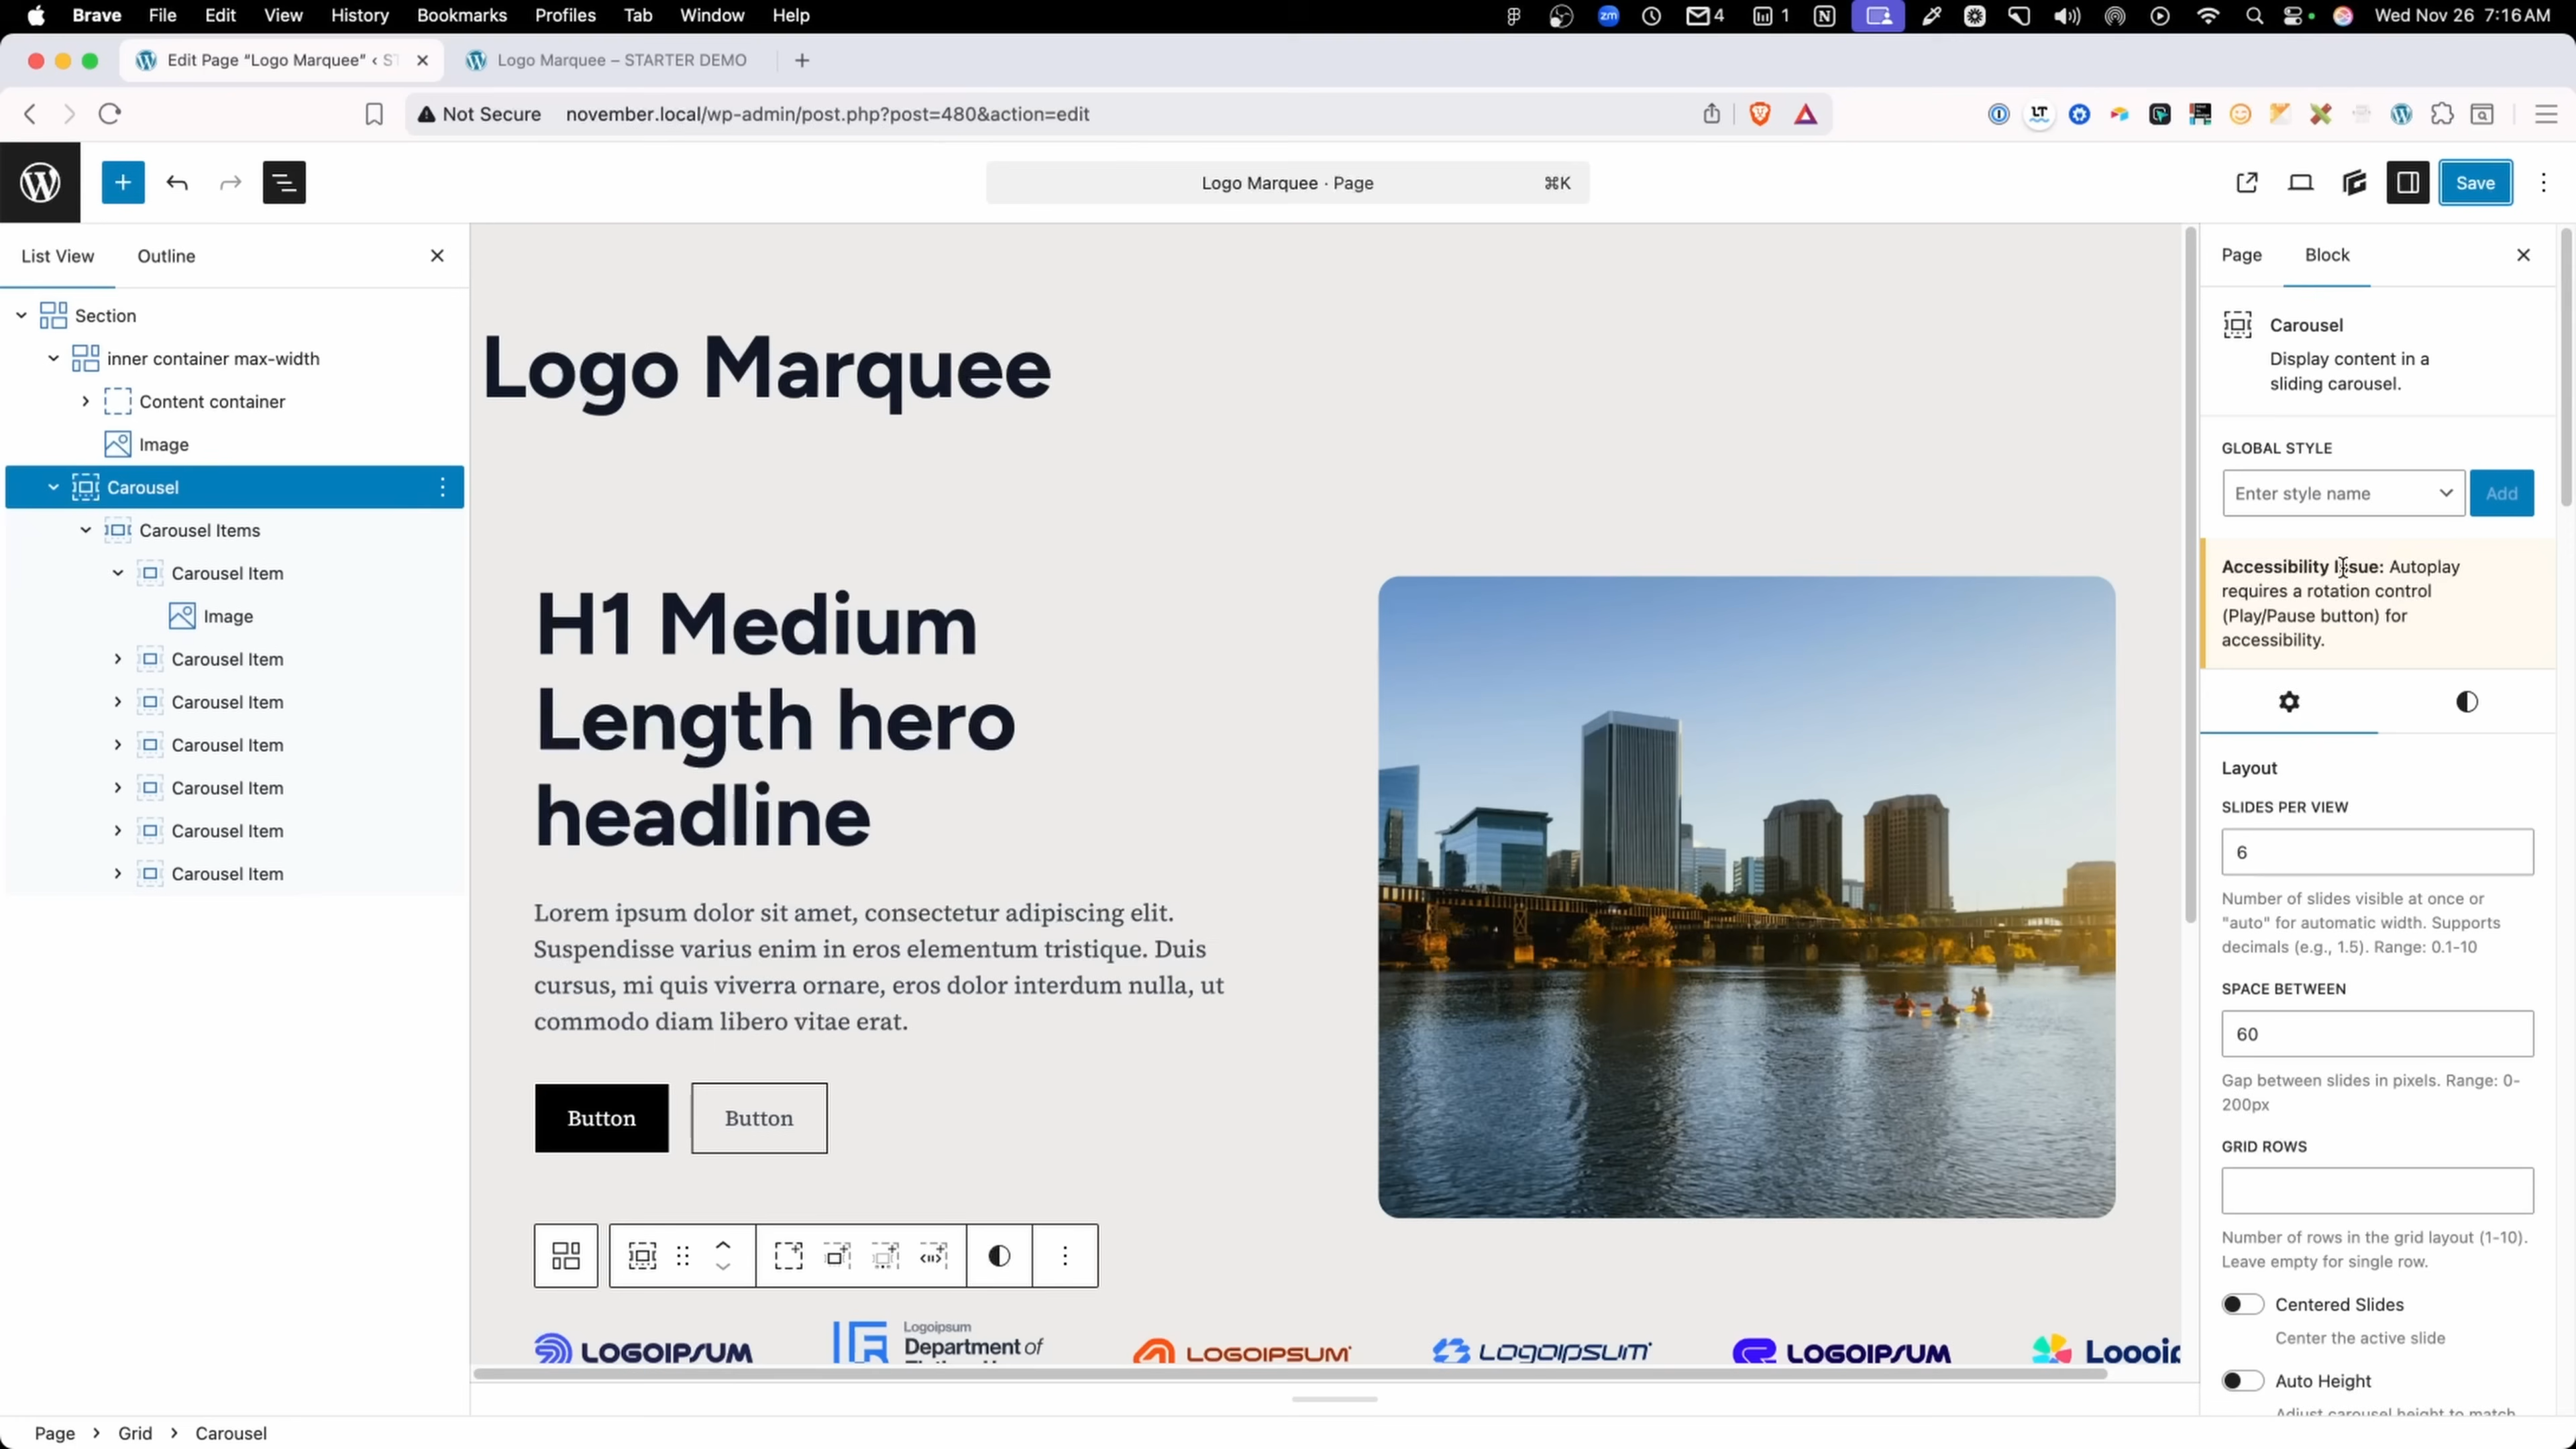 Brave File Edit View History Bookmarks Profiles Tab Window Help
zm 4 1 Wed Nov 26 7:16 AM
Edit Page “Logo Marquee” ‹ ST
Logo Marquee – STARTER DEMO
Not Secure november.local/wp-admin/post.php?post=480&action=edit
LT
Logo Marquee · Page ⌘K
Save
List View Outline
Section
inner container max-width
Content container
Image
Carousel
Carousel Items
Carousel Item
Image
Carousel Item
Carousel Item
Carousel Item
Carousel Item
Carousel Item
Carousel Item
Logo Marquee
H1 Medium
Length hero
headline
Lorem ipsum dolor sit amet, consectetur adipiscing elit.
Suspendisse varius enim in eros elementum tristique. Duis
cursus, mi quis viverra ornare, eros dolor interdum nulla, ut
commodo diam libero vitae erat.
Button Button
LOGOIPSUM
Logoipsum
Department of
LOGOIPSUM
LOGOIPSUM
LOGOIPSUM
Page Block
Carousel
Display content in a
sliding carousel.
GLOBAL STYLE
Enter style name Add
Accessibility Issue: Autoplay
requires a rotation control
(Play/Pause button) for
accessibility.
Layout
SLIDES PER VIEW
6
Number of slides visible at once or
"auto" for automatic width. Supports
decimals (e.g., 1.5). Range: 0.1-10
SPACE BETWEEN
60
Gap between slides in pixels. Range: 0-
200px
GRID ROWS
Number of rows in the grid layout (1-10).
Leave empty for single row.
Centered Slides
Center the active slide
Auto Height
Adjust carousel height to match
Page › Grid › Carousel